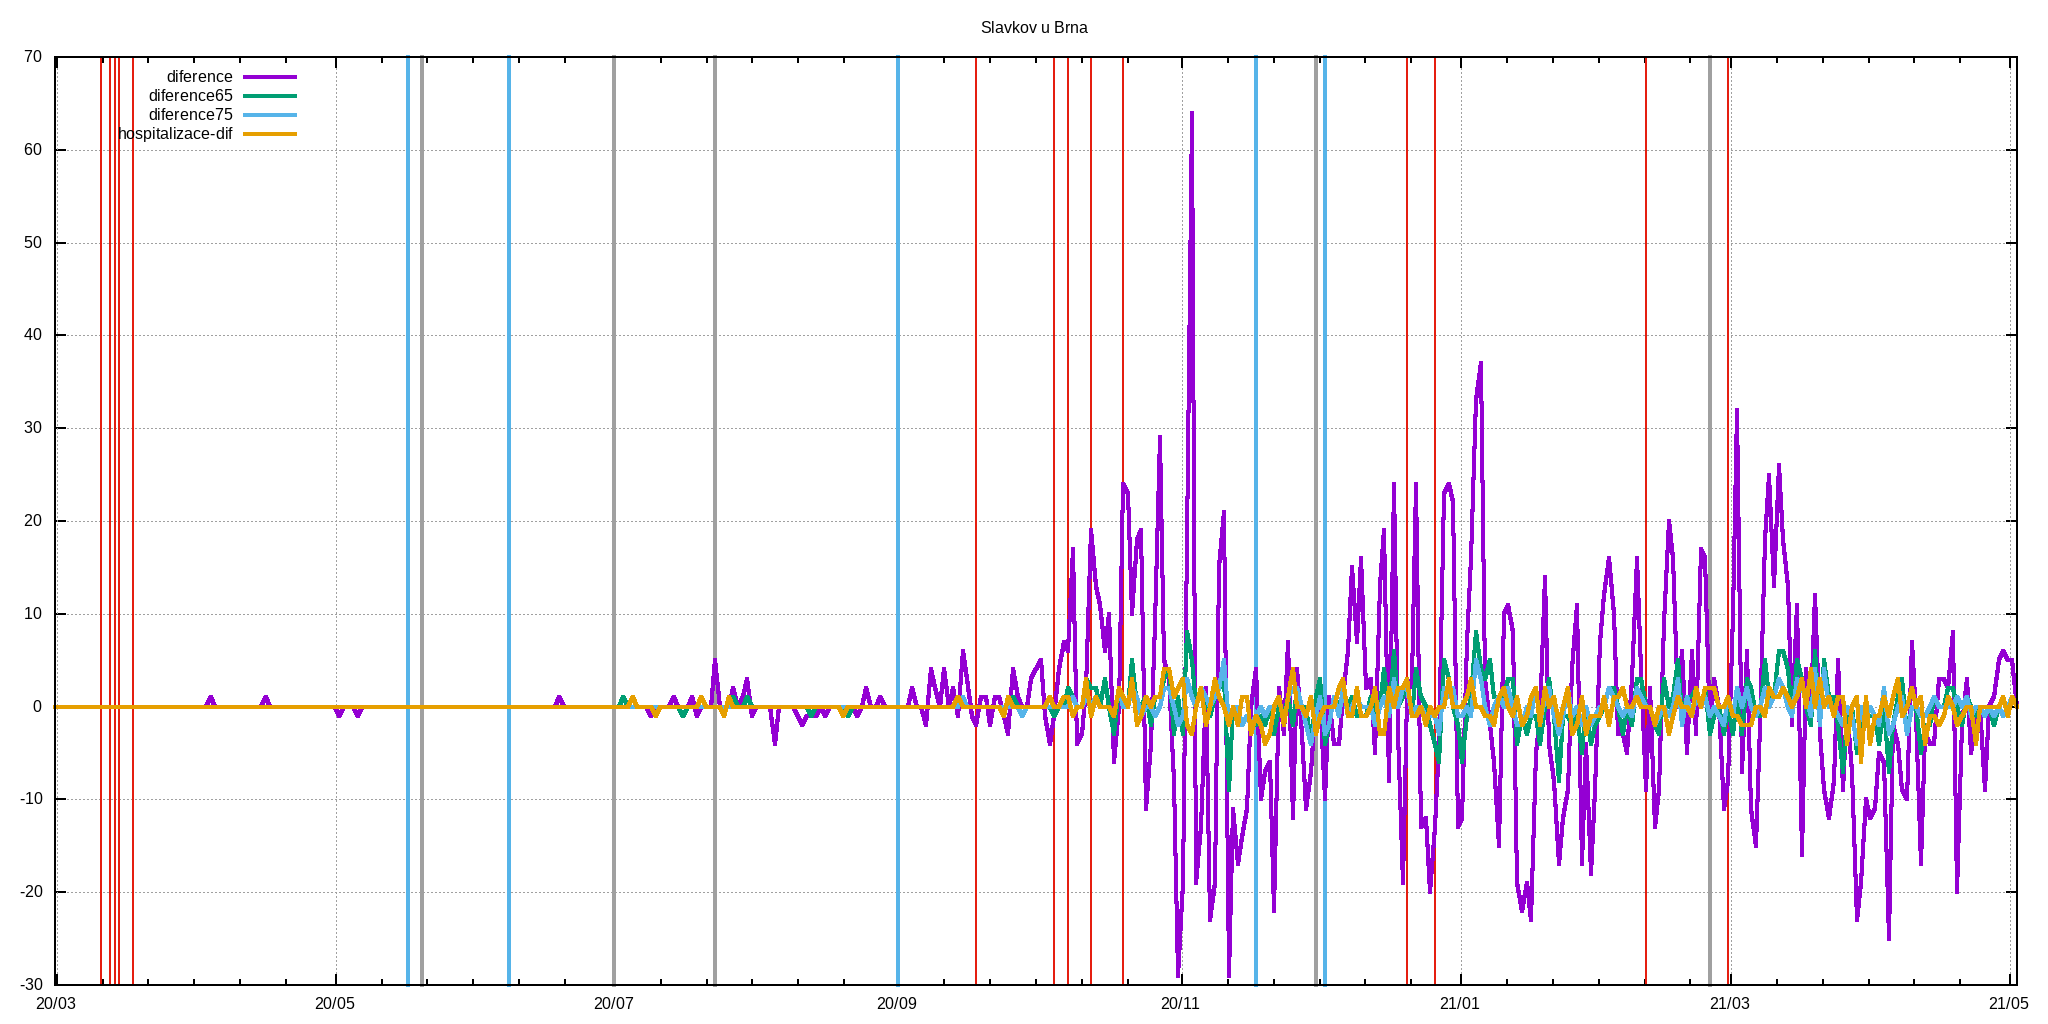 Slavkov u Brna
70
60
50
40
30
20
10
0
-10
-20
-30
diference
diference65
diference75
hospitalizace-dif
20/03 20/05 20/07 20/09 20/11 21/01 21/03 21/05